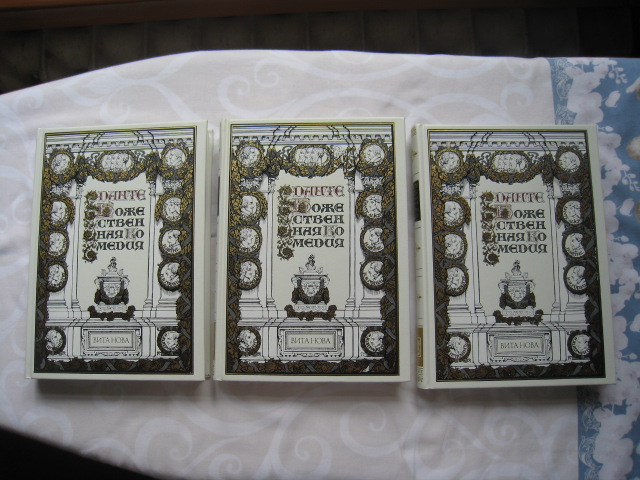 ДАНТЕ
БОЖЕ
СТВЕН
НАЯ КО
МЕДИЯ
ВИТА НОВА
ДАНТЕ
БОЖЕ
СТВЕН
НАЯ КО
МЕДИЯ
ВИТА НОВА
ДАНТЕ
БОЖЕ
СТВЕН
НАЯ КО
МЕДИЯ
ВИТА НОВА